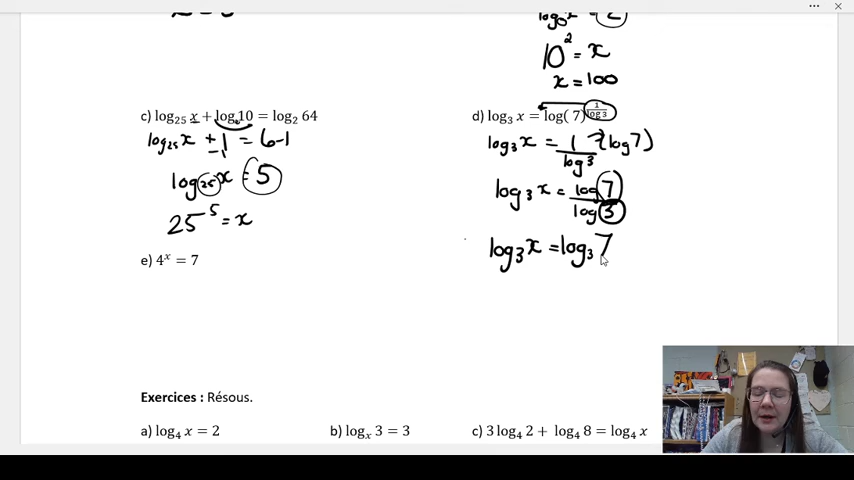 10² = x
x = 100
c) log₂₅ x + log 10 = log₂ 64
log₂₅ x + 1 = 6 - 1
-1
log₂₅ x = 5
25⁵ = x
d) log₃ x = log( 7)^(1/log 3)
log₃ x = 1/log 3 (log 7)
log₃ x = log 7/log 3
log₃ x = log₃ 7
e) 4ˣ = 7
Exercices : Résous.
a) log₄ x = 2
b) logₓ 3 = 3
c) 3 log₄ 2 + log₄ 8 = log₄ x